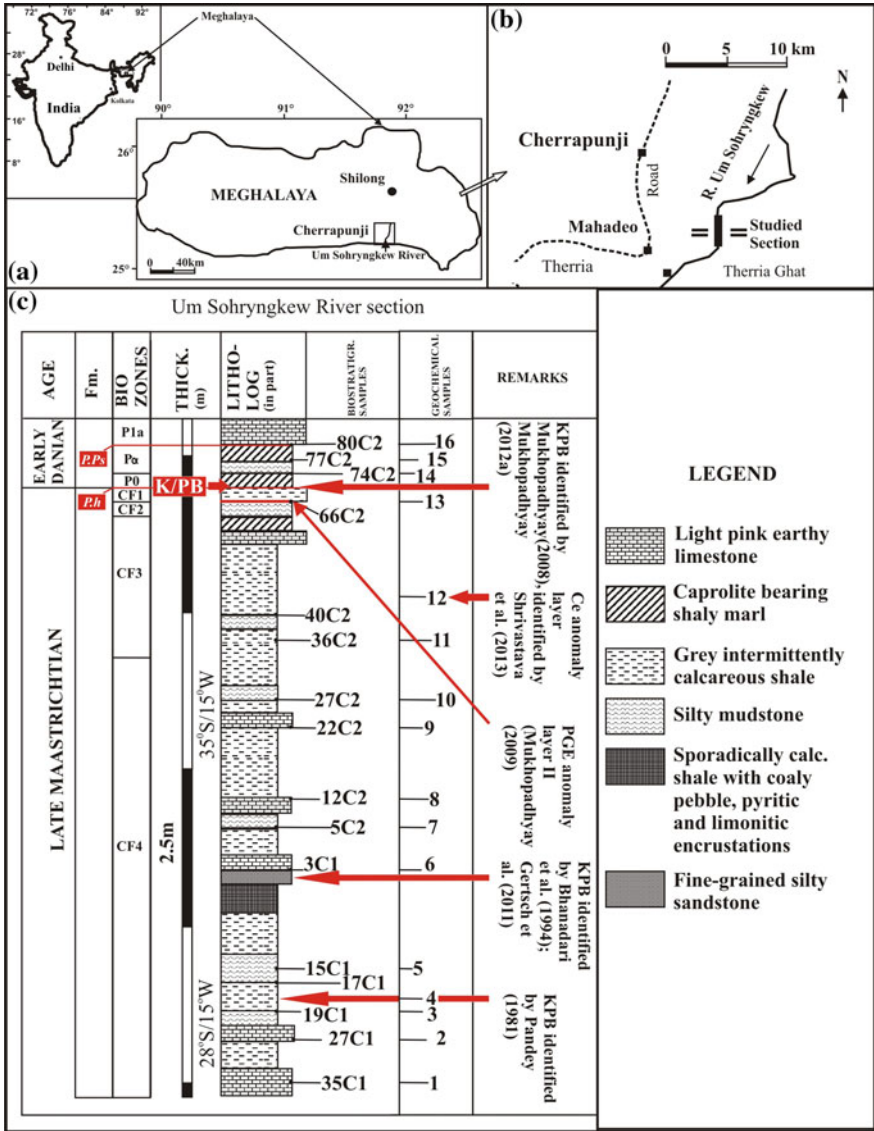 72° 76° 80° 84° 88° 92°
Meghalaya
28°
Delhi
Kolkata
India
16°
8°
90° 91° 92°
26°
Shilong
MEGHALAYA
Cherrapunji
Um Sohryngkew River
25°
0 40km
(a)
(b)
0 5 10 km
N
Cherrapunji
Road
R. Um Sohryngkew
Mahadeo
Studied
Section
Therria
Therria Ghat
(c)
Um Sohryngkew River section
AGE
Fm.
BIO
ZONES
THICK.
(m)
LITHO-
LOG
(in part)
BIOSTRATIGR.
SAMPLES
GEOCHEMICAL
SAMPLES
REMARKS
EARLY
DANIAN
LATE MAASTRICHTIAN
P.Ps
P.h
P1a
Pα
P0
CF1
CF2
CF3
CF4
K/PB
2.5m
35°S/15°W
28°S/15°W
80C2 16
77C2 15
74C2 14
13
66C2
12
40C2
36C2 11
27C2 10
22C2 9
12C2 8
5C2 7
3C1 6
15C1 5
17C1
4
19C1 3
27C1 2
35C1 1
KPB identified by
Mukhopadhyay(2008),
Mukhopadhyay
(2012a)
Ce anomaly
layer
identified by
Shrivastava
et al. (2013)
PGE anomaly
layer II
(Mukhopadhyay
(2009)
KPB identified
by Bhanadari
et al. (1994);
Gertsch et
al. (2011)
KPB identified
by Pandey
(1981)
LEGEND
Light pink earthy
limestone
Caprolite bearing
shaly marl
Grey intermittently
calcareous shale
Silty mudstone
Sporadically calc.
shale with coaly
pebble, pyritic
and limonitic
encrustations
Fine-grained silty
sandstone